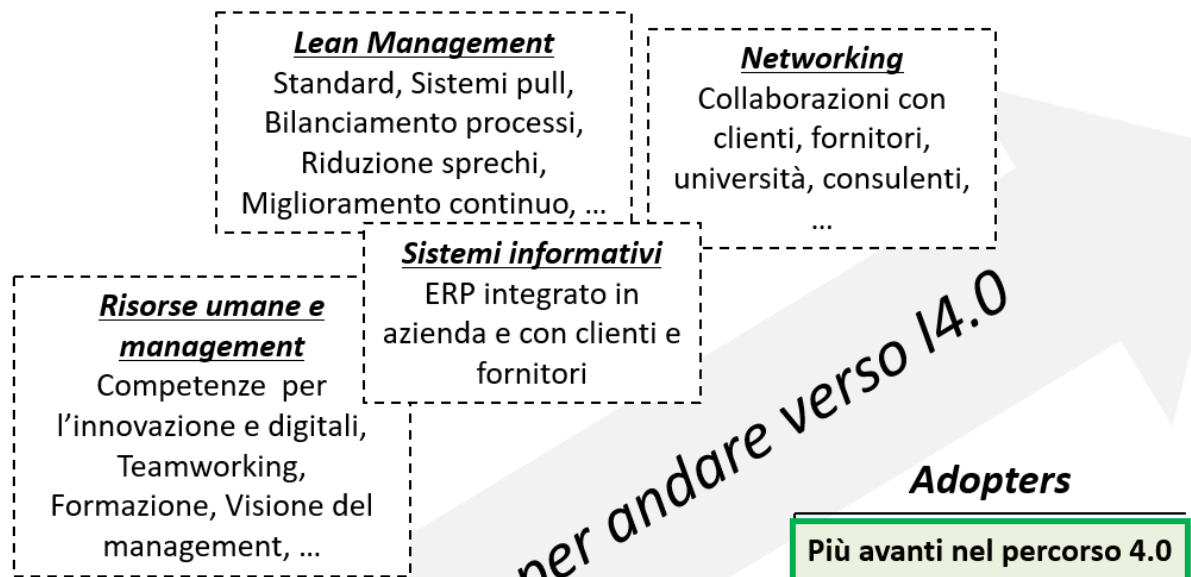 Lean Management
Standard, Sistemi pull,
Bilanciamento processi,
Riduzione sprechi,
Miglioramento continuo, ...
Networking
Collaborazioni con
clienti, fornitori,
università, consulenti,
...
Sistemi informativi
ERP integrato in
azienda e con clienti e
fornitori
Risorse umane e
management
Competenze  per
l’innovazione e digitali,
Teamworking,
Formazione, Visione del
management, ...
per andare verso I4.0
Adopters
Più avanti nel percorso 4.0